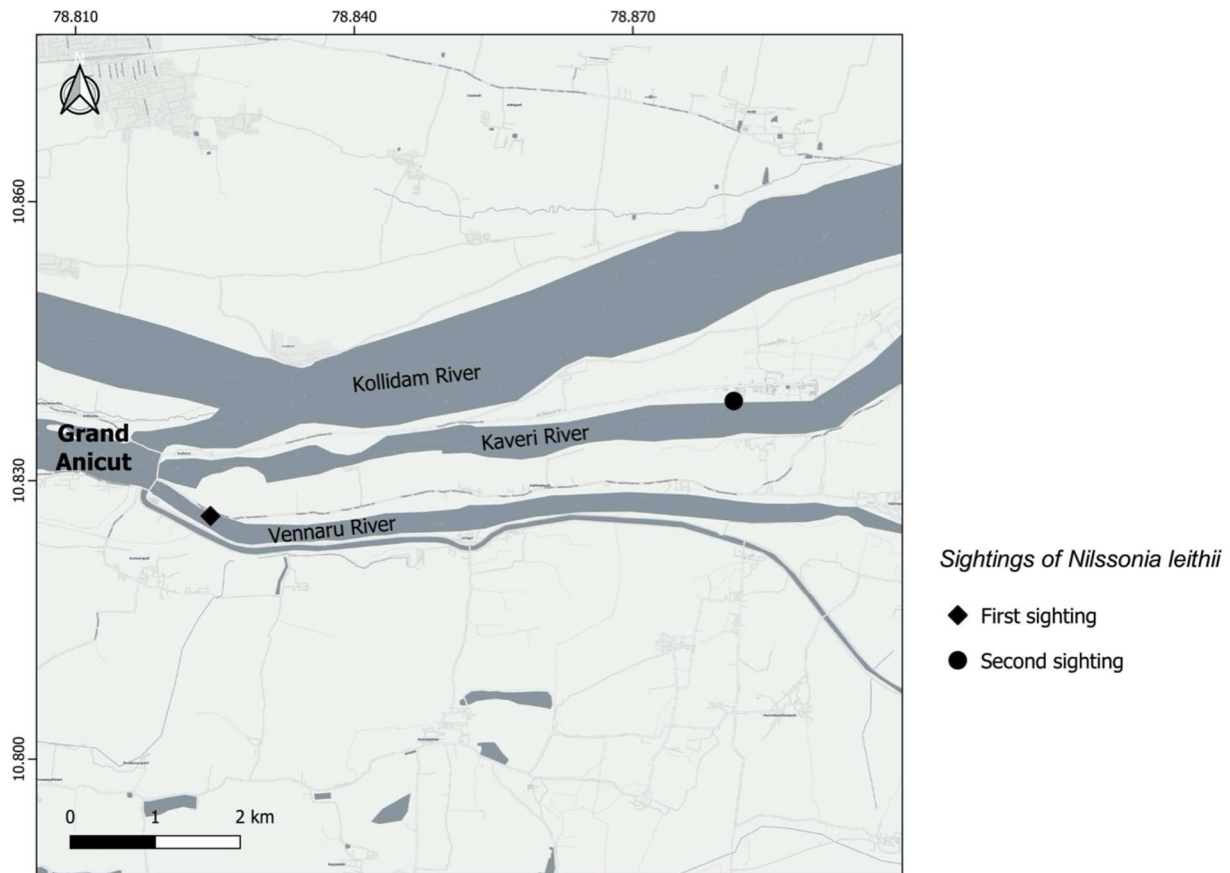 78.810 78.840 78.870
N
10.860
Kollidam River
Grand
Anicut
Kaveri River
10.830
Vennaru River
Sightings of Nilssonia leithii
First sighting
Second sighting
10.800
0 1 2 km